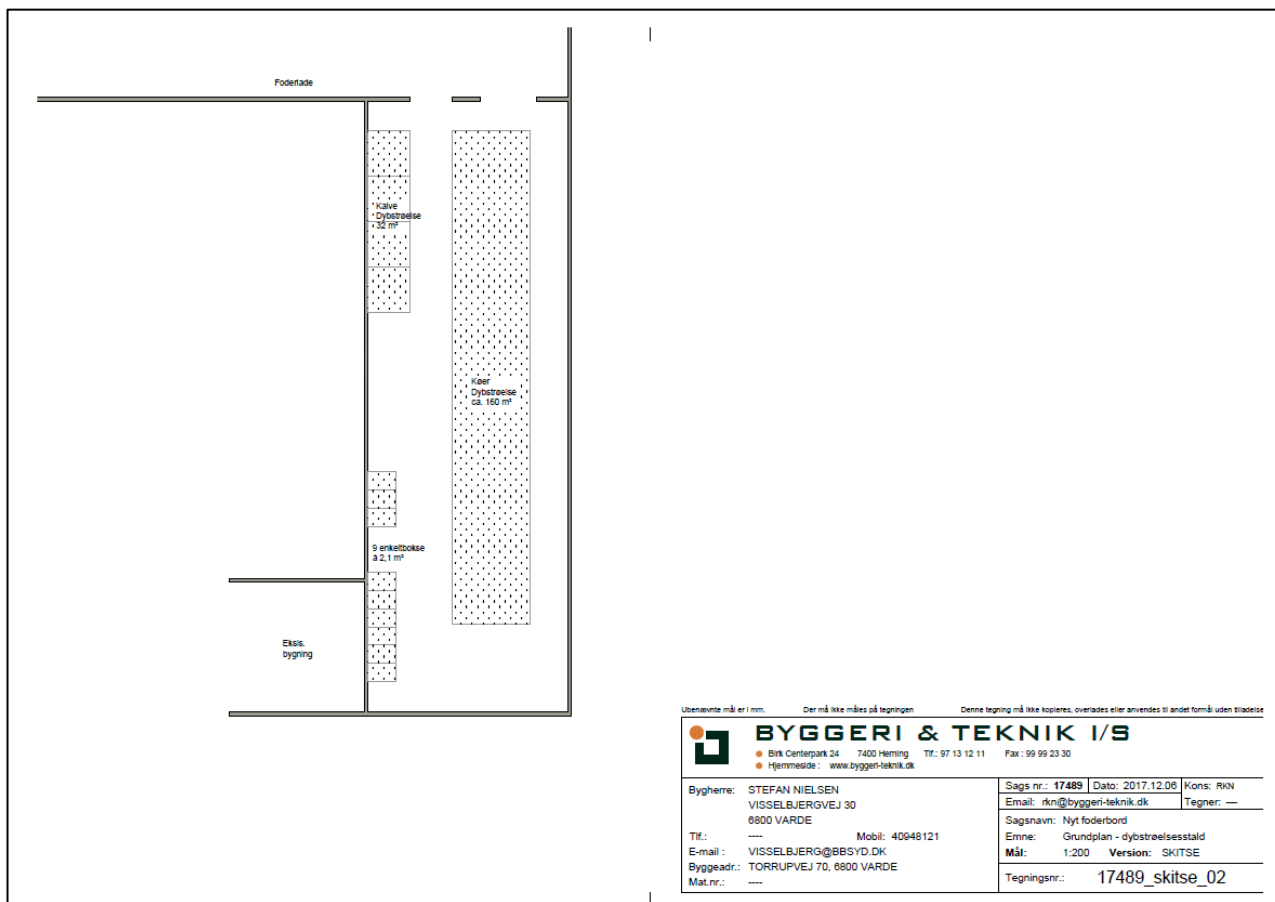 Foderlade
Kalve
Dybstrøelse
32 m²
Køer
Dybstrøelse
ca. 160 m²
9 enkeltbokse
á 2,1 m²
Eksis.
bygning
Ubenævnte mål er i mm. Der må ikke måles på tegningen Denne tegning må ikke kopieres, overlades eller anvendes til andet formål uden tilladelse
BYGGERI & TEKNIK I/S
Birk Centerpark 24 7400 Herning Tlf.: 97 13 12 11 Fax : 99 99 23 30
Hjemmeside : www.byggeri-teknik.dk
Bygherre: STEFAN NIELSEN
VISSELBJERGVEJ 30
6800 VARDE
Tlf.: ---- Mobil: 40948121
E-mail : VISSELBJERG@BBSYD.DK
Byggeadr.: TORRUPVEJ 70, 6800 VARDE
Mat.nr.: ----
Sags nr.: 17489 Dato: 2017.12.06 Kons: RKN
Email: rkn@byggeri-teknik.dk Tegner: ---
Sagsnavn: Nyt foderbord
Emne: Grundplan - dybstrøelsesstald
Mål: 1:200 Version: SKITSE
Tegningsnr.: 17489_skitse_02